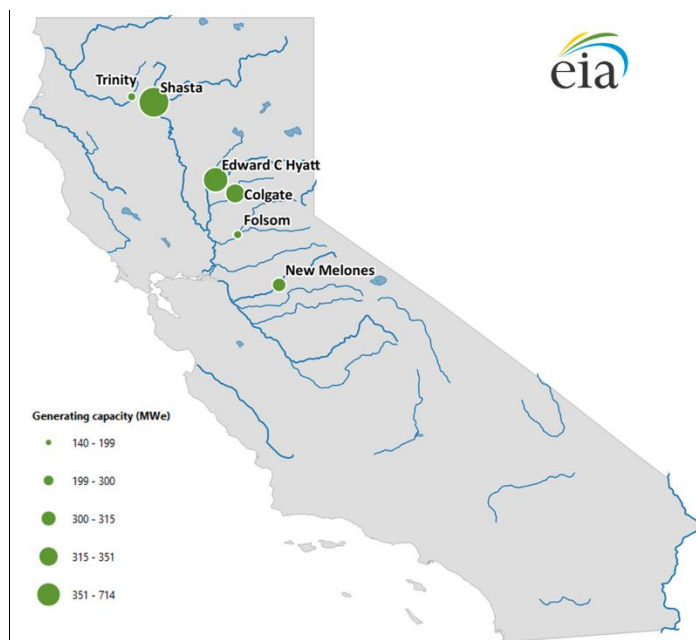 eia
Trinity
Shasta
Edward C Hyatt
Colgate
Folsom
New Melones
Generating capacity (MWe)
140 - 199
199 - 300
300 - 315
315 - 351
351 - 714